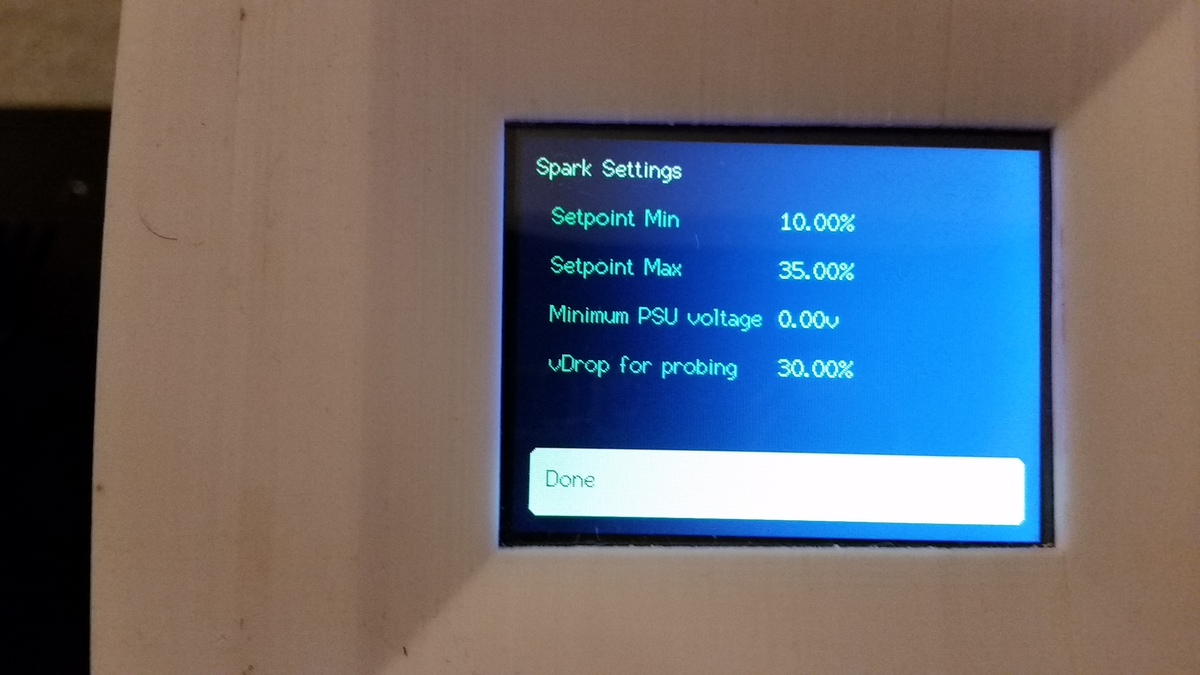 Spark Settings
Setpoint Min 10.00%
Setpoint Max 35.00%
Minimum PSU voltage 0.00v
vDrop for probing 30.00%
Done